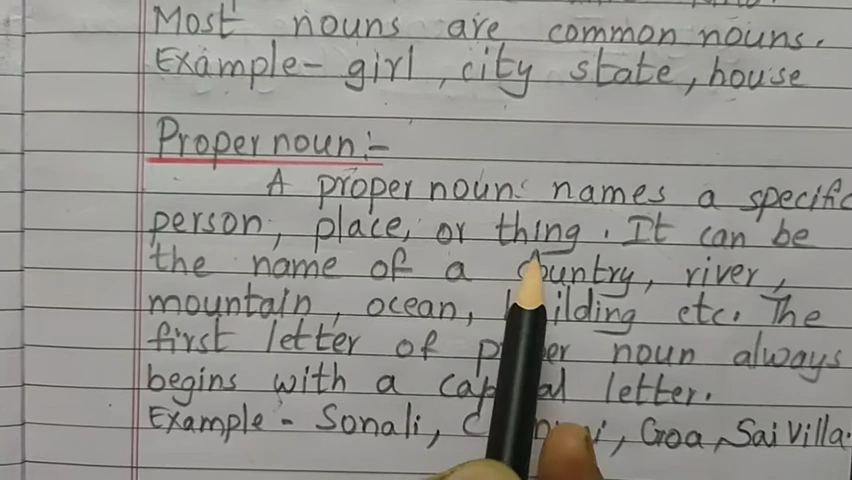 Most nouns are common nouns.
Example- girl, city state, house
Proper noun:-
A proper noun names a specific
person, place, or thing. It can be
the name of a country, river,
mountain, ocean, building etc. The
first letter of proper noun always
begins with a capital letter.
Example - Sonali, Goa, Sai Villa.